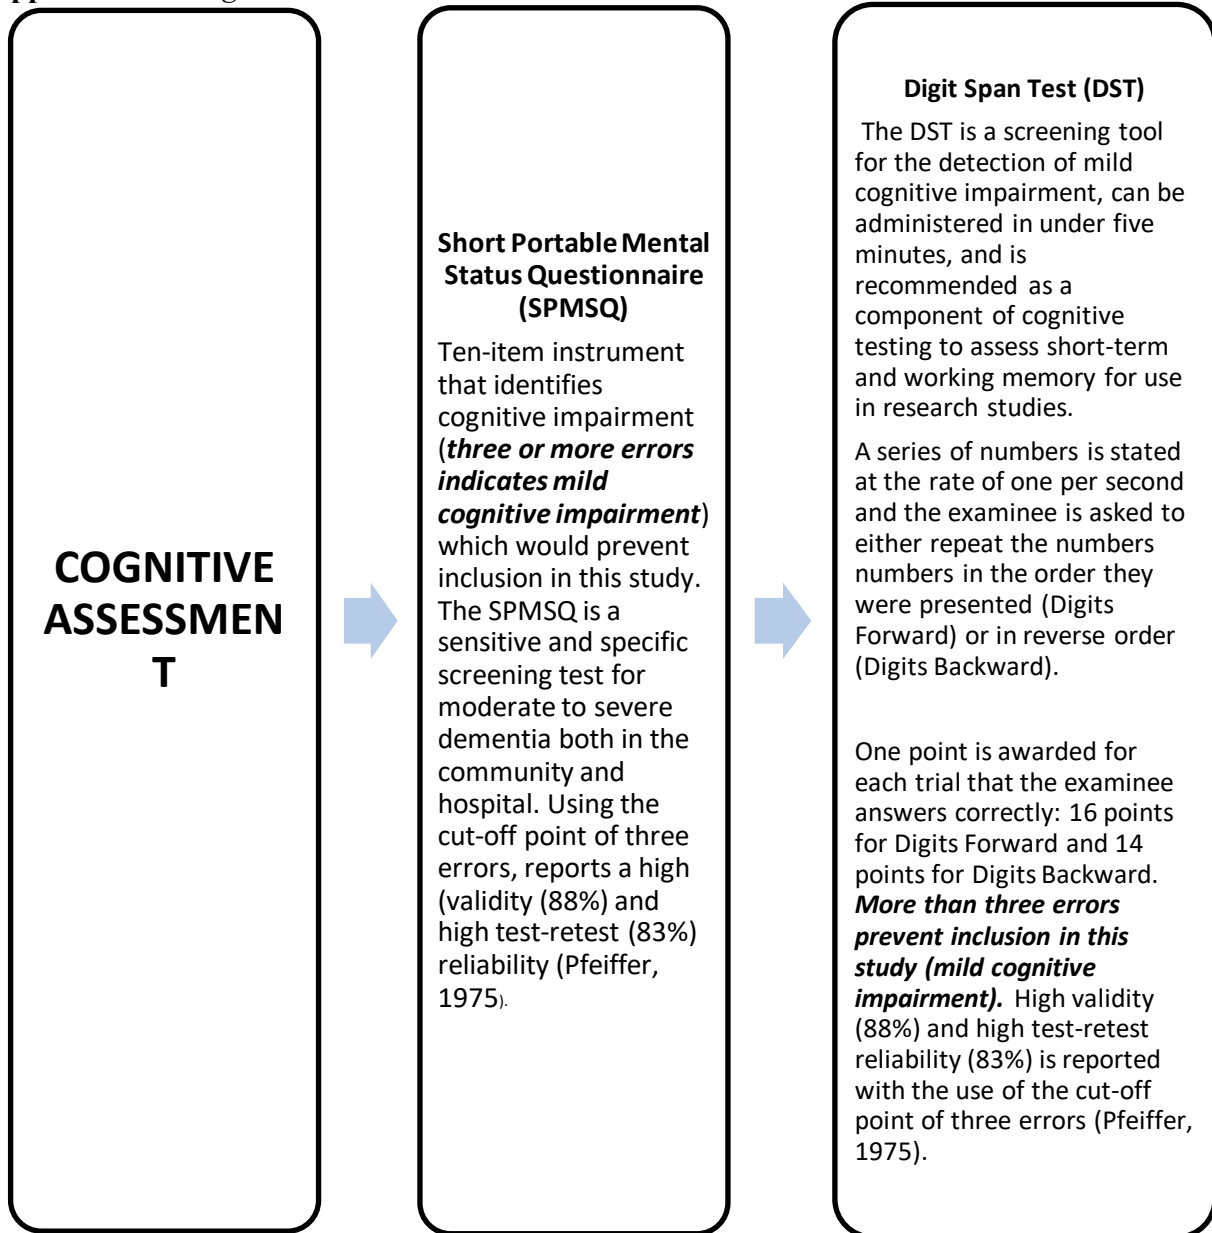 COGNITIVE
ASSESSMEN
T
Short Portable Mental
Status Questionnaire
(SPMSQ)
Ten-item instrument
that identifies
cognitive impairment
(three or more errors
indicates mild
cognitive impairment)
which would prevent
inclusion in this study.
The SPMSQ is a
sensitive and specific
screening test for
moderate to severe
dementia both in the
community and
hospital. Using the
cut-off point of three
errors, reports a high
(validity (88%) and
high test-retest (83%)
reliability (Pfeiffer,
1975).
Digit Span Test (DST)
The DST is a screening tool
for the detection of mild
cognitive impairment, can be
administered in under five
minutes, and is
recommended as a
component of cognitive
testing to assess short-term
and working memory for use
in research studies.
A series of numbers is stated
at the rate of one per second
and the examinee is asked to
either repeat the numbers
numbers in the order they
were presented (Digits
Forward) or in reverse order
(Digits Backward).
One point is awarded for
each trial that the examinee
answers correctly: 16 points
for Digits Forward and 14
points for Digits Backward.
More than three errors
prevent inclusion in this
study (mild cognitive
impairment). High validity
(88%) and high test-retest
reliability (83%) is reported
with the use of the cut-off
point of three errors (Pfeiffer,
1975).